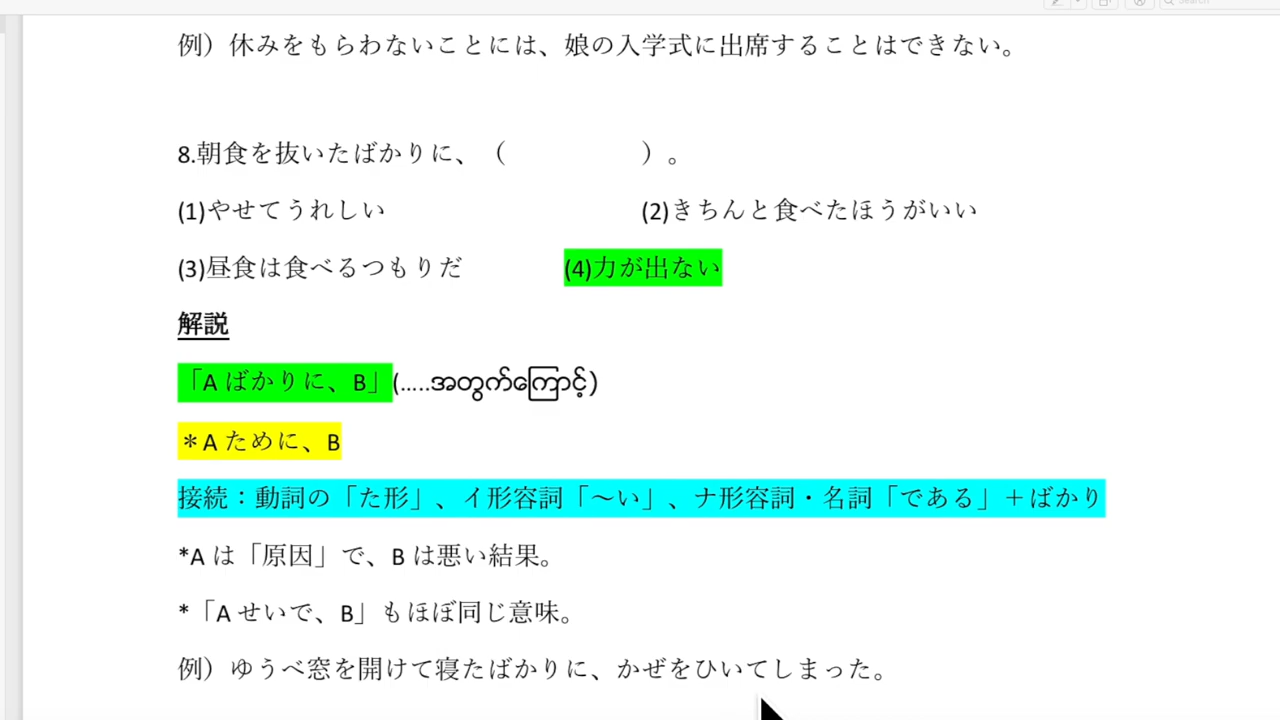 Search
例）休みをもらわないことには、娘の入学式に出席することはできない。
8.朝食を抜いたばかりに、（　　　　　）。
(1)やせてうれしい　　　　　(2)きちんと食べたほうがいい
(3)昼食は食べるつもりだ　　　　(4)力が出ない
解説
「A ばかりに、B」(.....အတွက်ကြောင့်)
＊A ために、B
接続：動詞の「た形」、イ形容詞「～い」、ナ形容詞・名詞「である」＋ばかり
*A は「原因」で、B は悪い結果。
*「A せいで、B」もほぼ同じ意味。
例）ゆうべ窓を開けて寝たばかりに、かぜをひいてしまった。